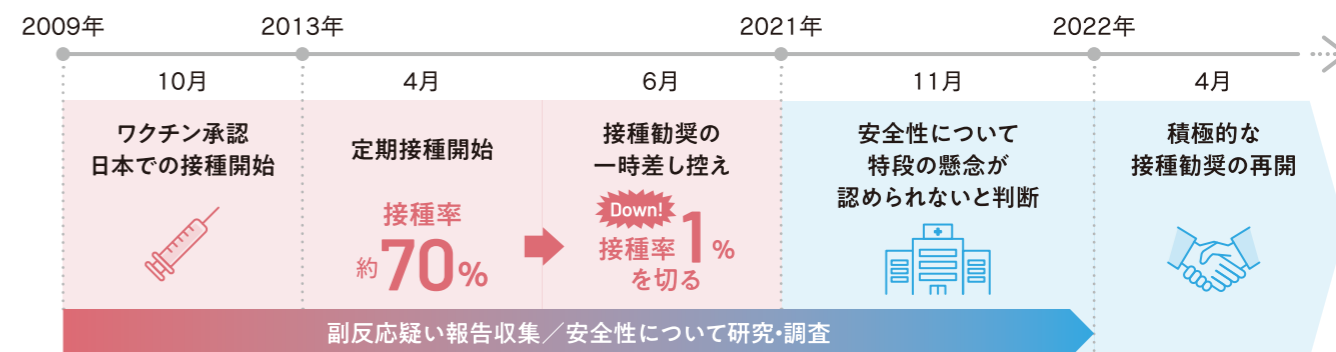 2009年
2013年
2021年
2022年
10月
4月
6月
11月
4月
ワクチン承認
日本での接種開始
定期接種開始
接種率
約70%
接種勧奨の
一時差し控え
Down!
接種率1%
を切る
安全性について
特段の懸念が
認められないと判断
積極的な
接種勧奨の再開
副反応疑い報告収集／安全性について研究・調査